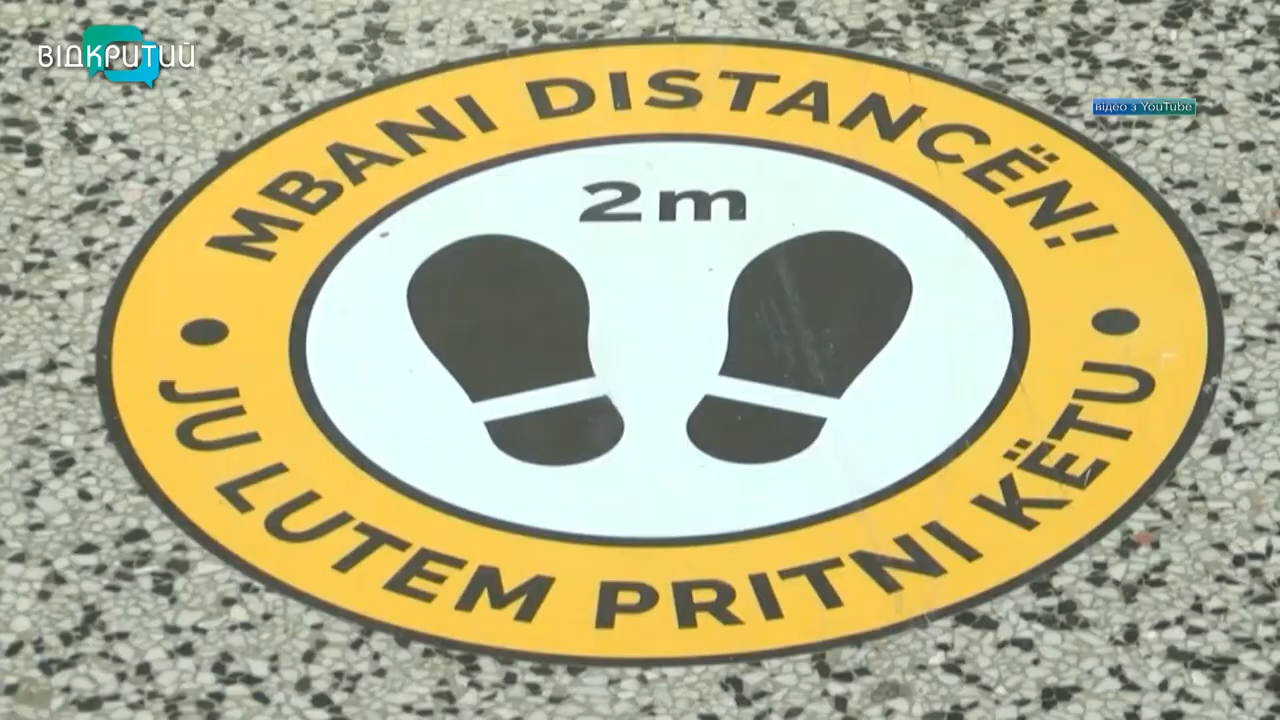 ВІДКРИТИЙ
відео з YouTube
MBANI DISTANCËN!
2m
JU LUTEM PRITNI KËTU